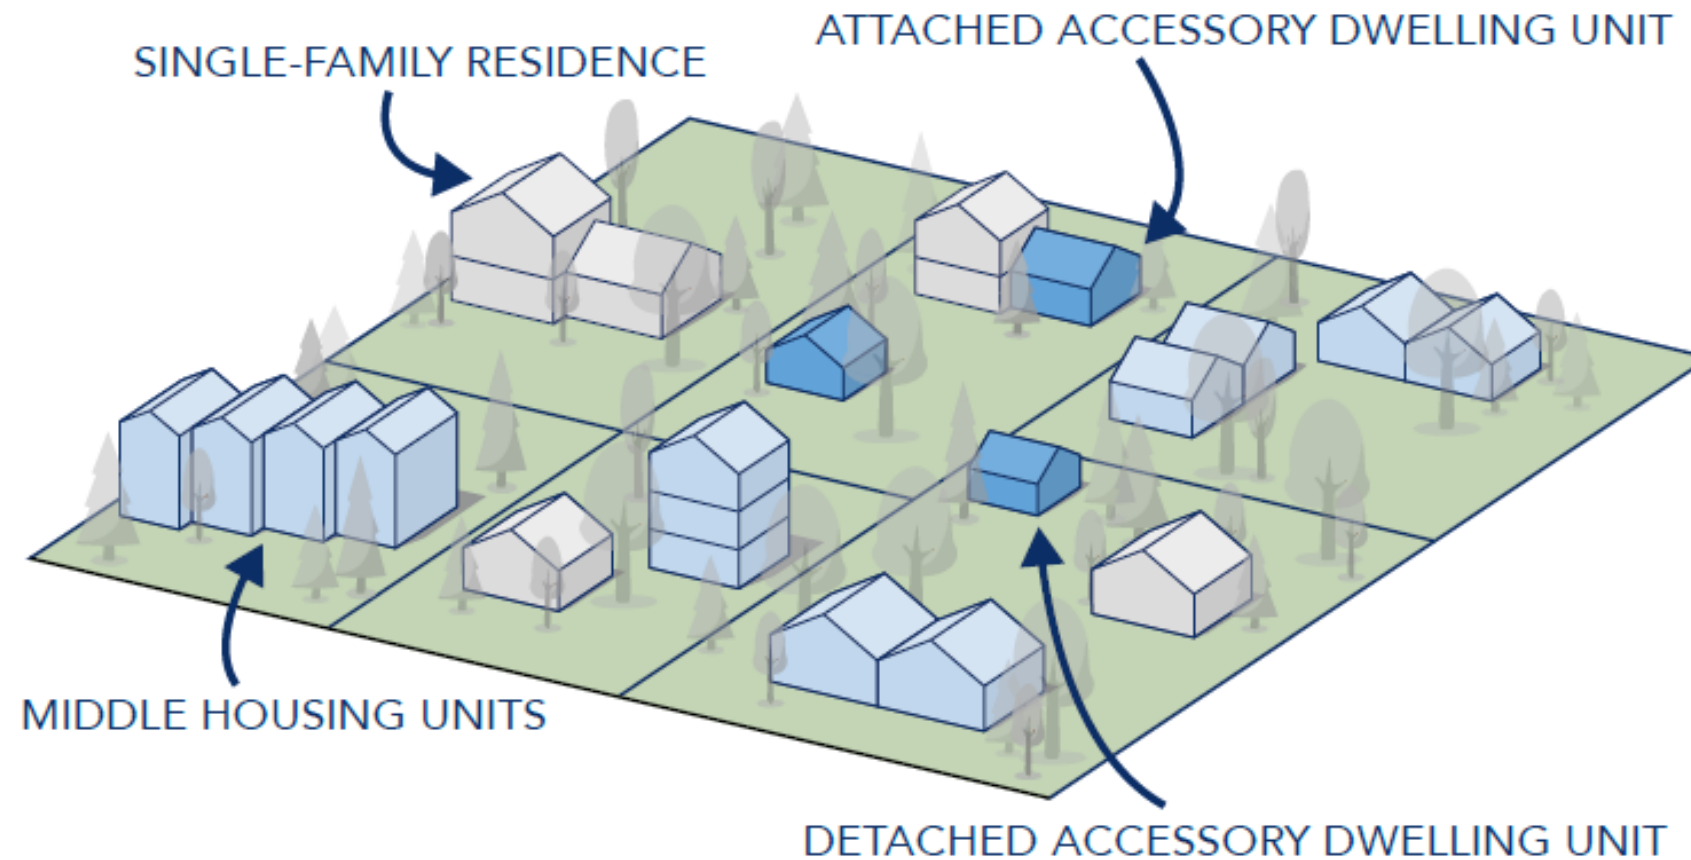 ATTACHED ACCESSORY DWELLING UNIT
SINGLE-FAMILY RESIDENCE
MIDDLE HOUSING UNITS
DETACHED ACCESSORY DWELLING UNIT